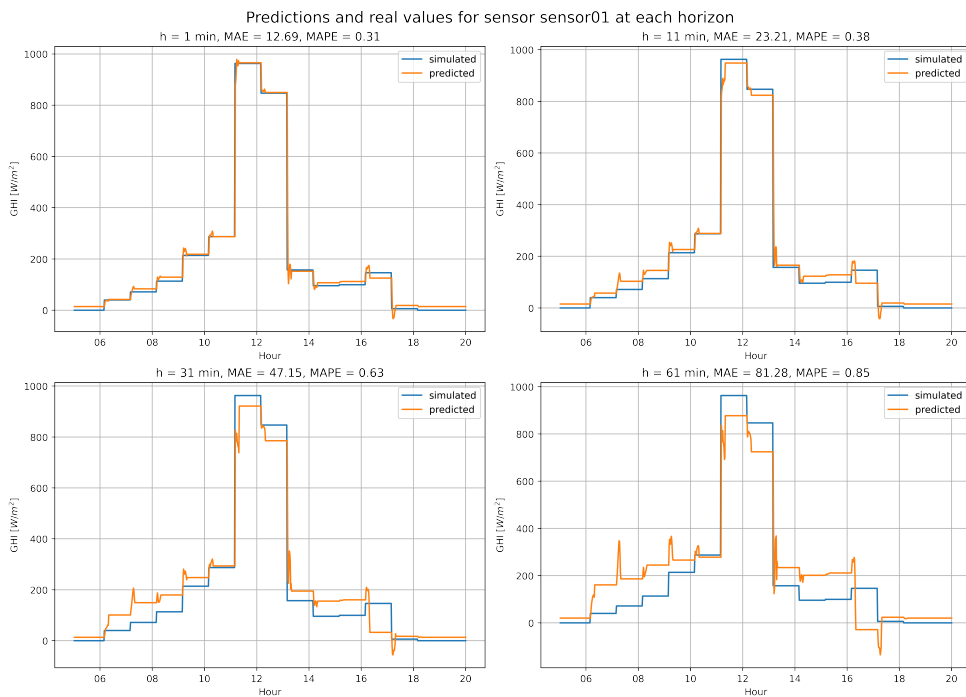 Predictions and real values for sensor sensor01 at each horizon
h = 1 min, MAE = 12.69, MAPE = 0.31
1000
800
600
400
200
0
GHI [W/m²]
06 08 10 12 14 16 18 20
Hour
simulated
predicted
h = 11 min, MAE = 23.21, MAPE = 0.38
1000
800
600
400
200
0
GHI [W/m²]
06 08 10 12 14 16 18 20
Hour
simulated
predicted
h = 31 min, MAE = 47.15, MAPE = 0.63
1000
800
600
400
200
0
GHI [W/m²]
06 08 10 12 14 16 18 20
Hour
simulated
predicted
h = 61 min, MAE = 81.28, MAPE = 0.85
1000
800
600
400
200
0
GHI [W/m²]
06 08 10 12 14 16 18 20
Hour
simulated
predicted